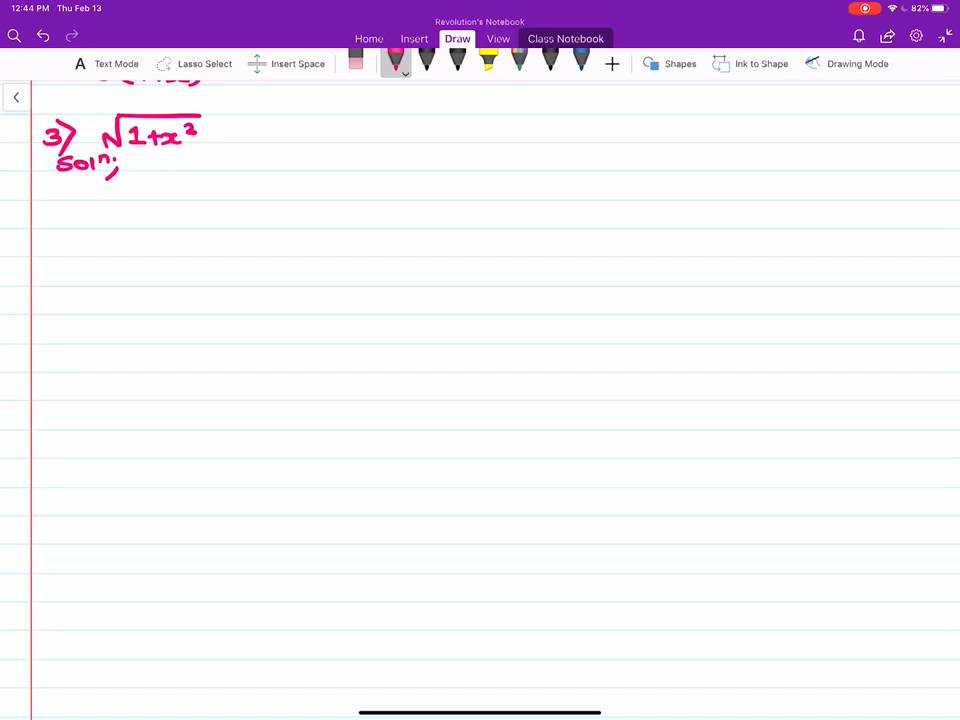 12:44 PM Thu Feb 13
82%
Revolution's Notebook
Home Insert Draw View Class Notebook
A Text Mode Lasso Select Insert Space Shapes Ink to Shape Drawing Mode
3> √1+x²
Solⁿ;